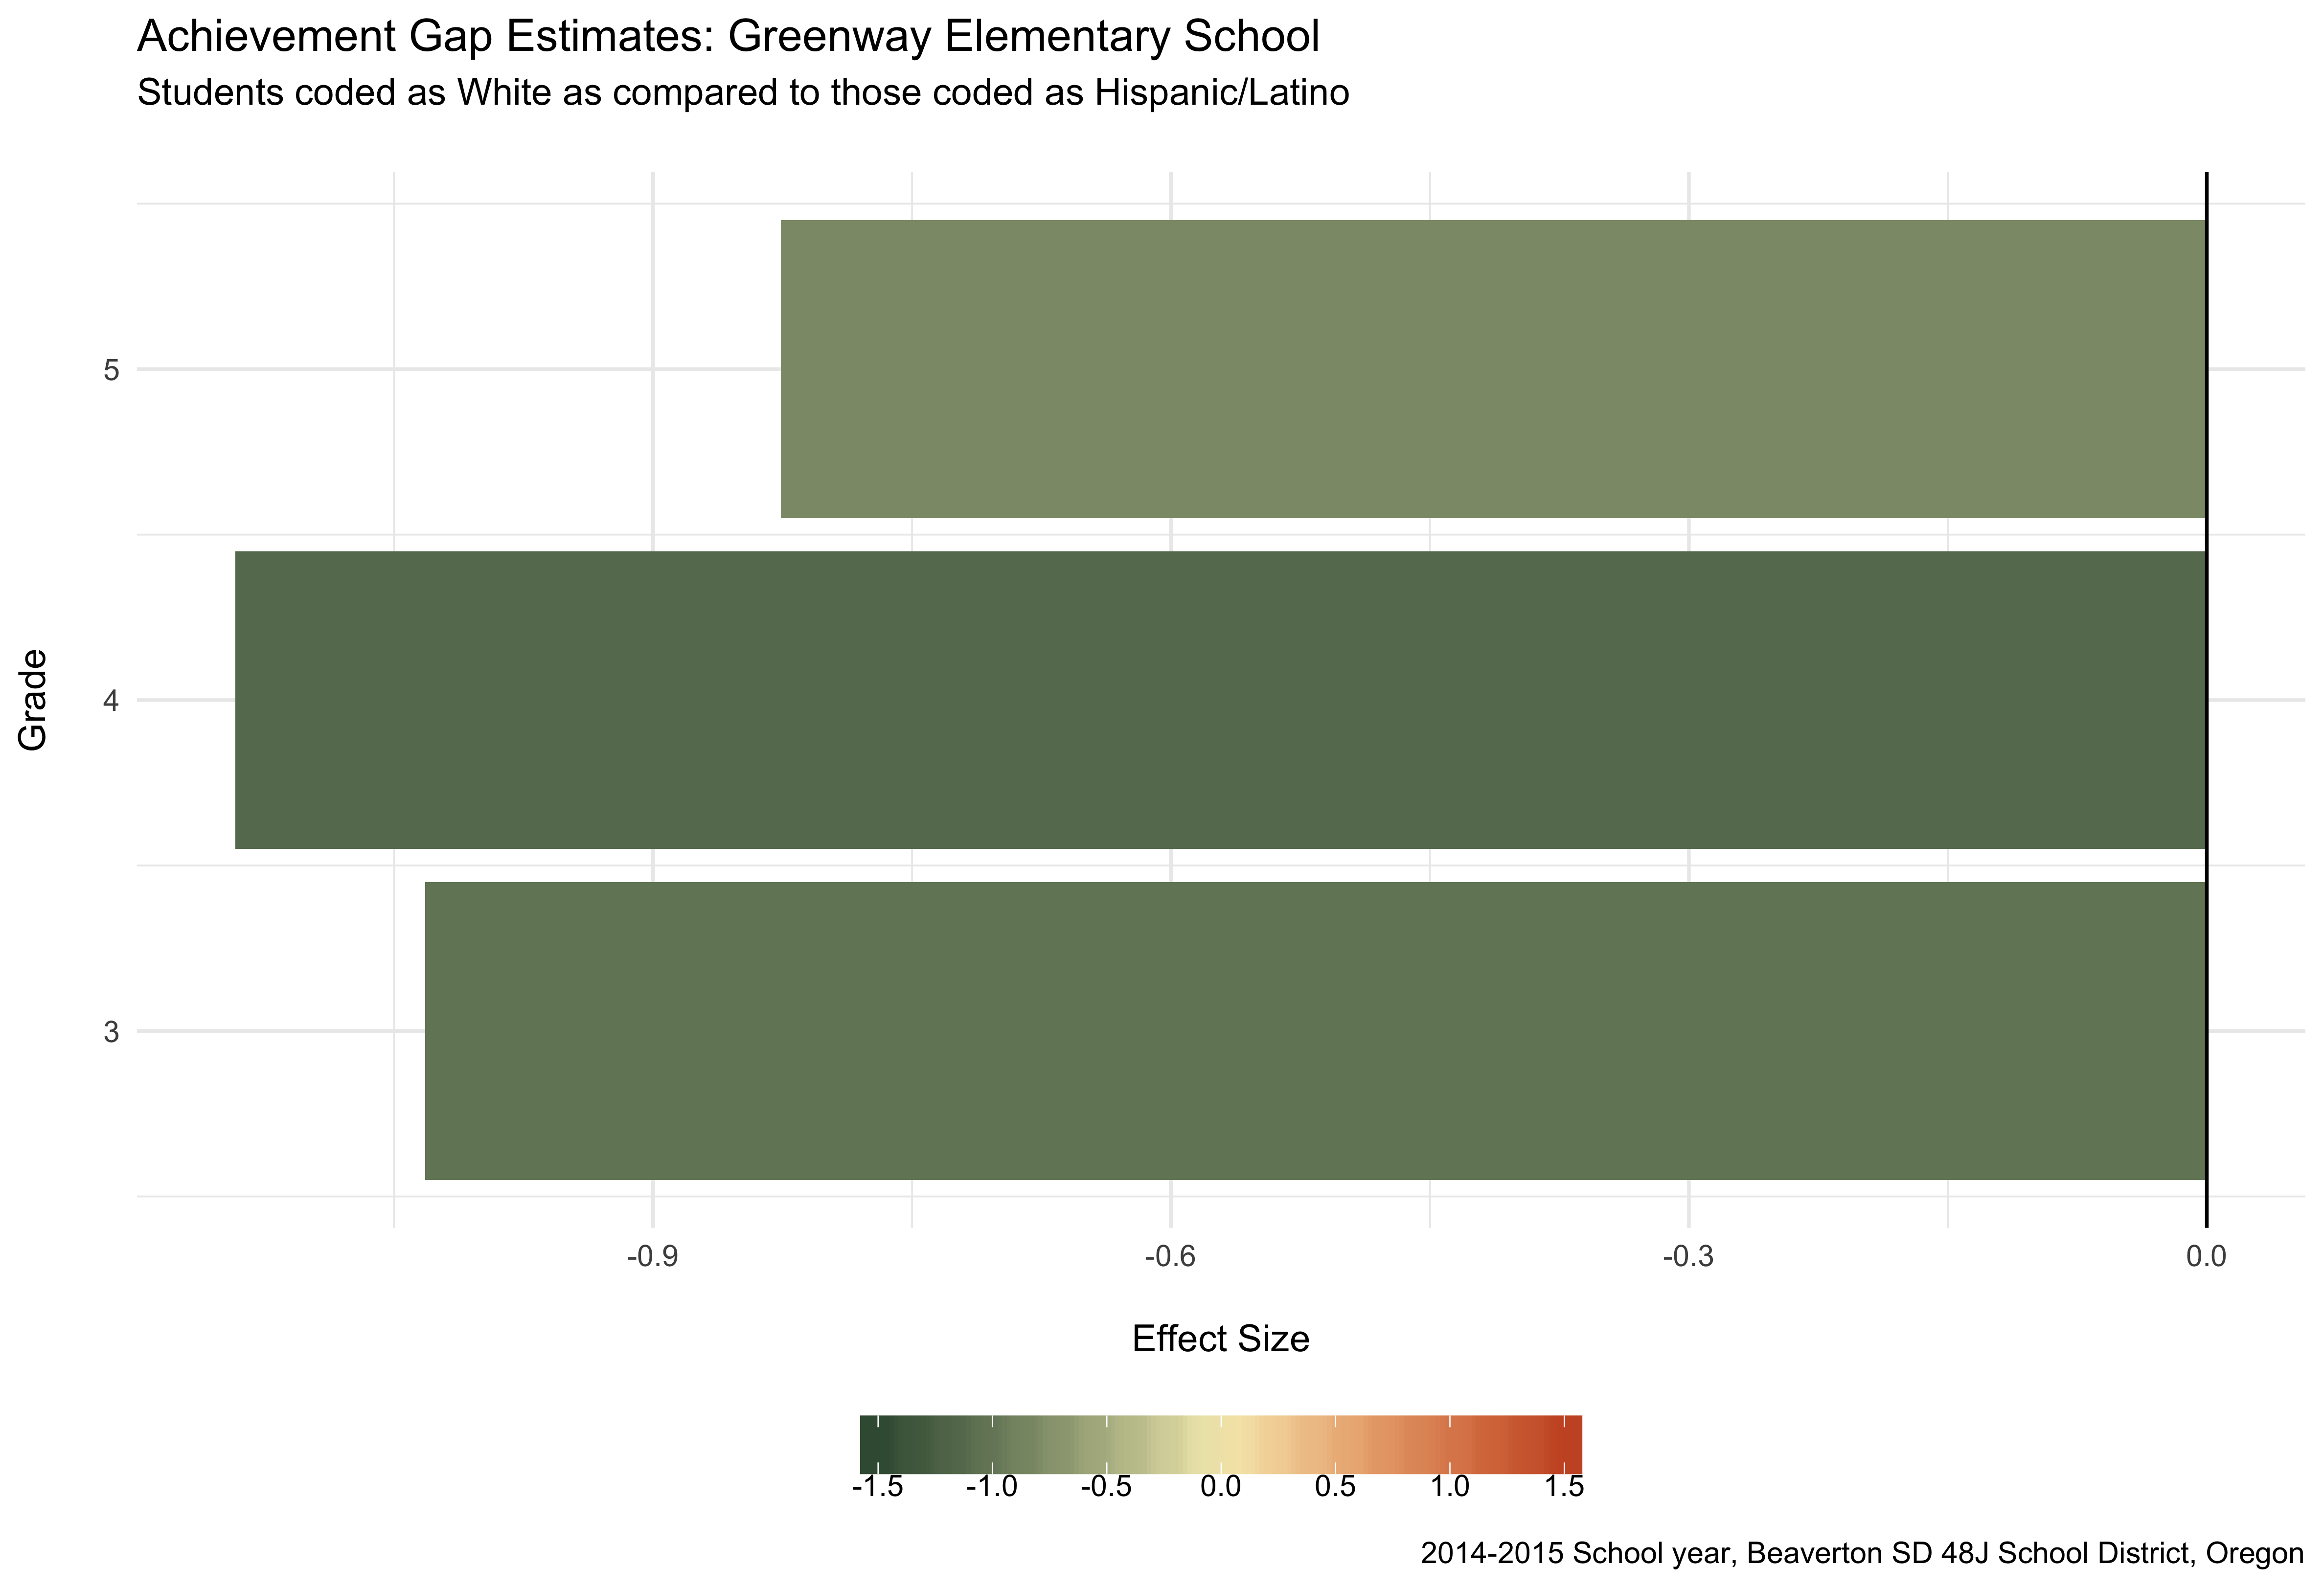 Achievement Gap Estimates: Greenway Elementary School
Students coded as White as compared to those coded as Hispanic/Latino
5
4
3
Grade
-0.9 -0.6 -0.3 0.0
Effect Size
-1.5 -1.0 -0.5 0.0 0.5 1.0 1.5
2014-2015 School year, Beaverton SD 48J School District, Oregon